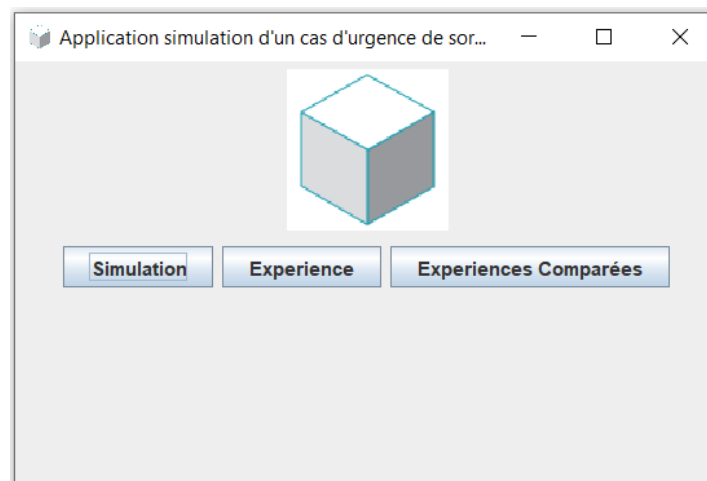 Application simulation d'un cas d'urgence de sor...
Simulation Experience Experiences Comparées